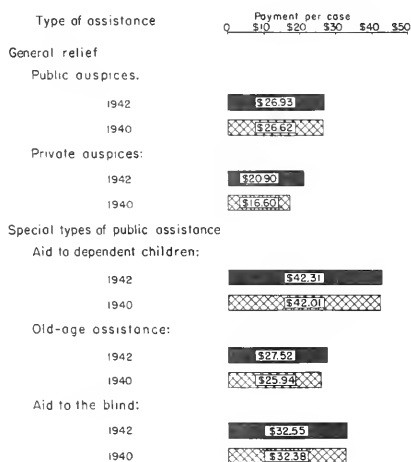 Type of assistance
Payment per case
0 $10 $20 $30 $40 $50
General relief
Public auspices.
1942 $26.93
1940 $26.62
Private auspices:
1942 $20.90
1940 $16.60
Special types of public assistance
Aid to dependent children:
1942 $42.31
1940 $42.01
Old-age assistance:
1942 $27.52
1940 $25.94
Aid to the blind:
1942 $32.55
1940 $32.38